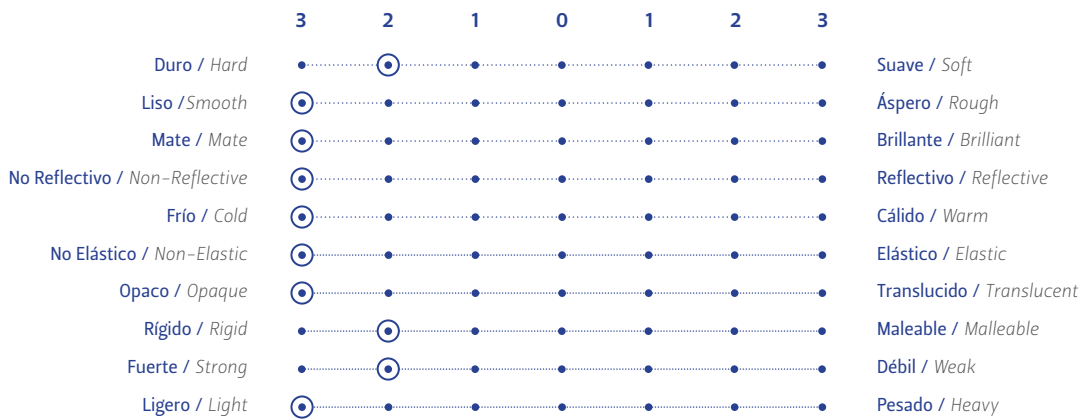 3 2 1 0 1 2 3
Duro / Hard Suave / Soft
Liso /Smooth Áspero / Rough
Mate / Mate Brillante / Brilliant
No Reflectivo / Non-Reflective Reflectivo / Reflective
Frío / Cold Cálido / Warm
No Elástico / Non-Elastic Elástico / Elastic
Opaco / Opaque Translucido / Translucent
Rígido / Rigid Maleable / Malleable
Fuerte / Strong Débil / Weak
Ligero / Light Pesado / Heavy